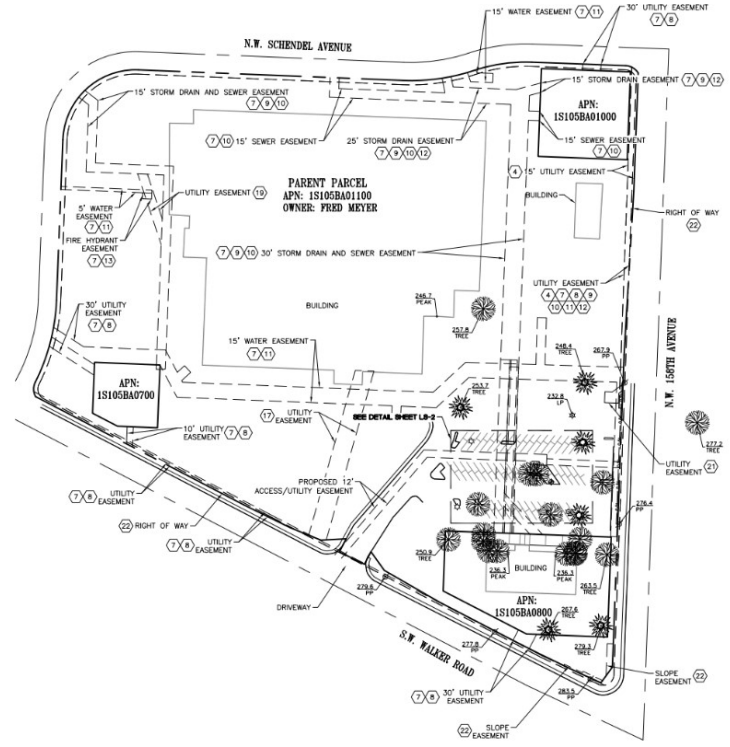 15' WATER EASEMENT 7 11
30' UTILITY
EASEMENT
7 8
N.W. SCHENDEL AVENUE
15' STORM DRAIN AND SEWER EASEMENT
7 9 10
15' STORM DRAIN EASEMENT 7 9 12
APN:
1S105BA01000
7 10 15' SEWER EASEMENT
25' STORM DRAIN EASEMENT
7 9 10 12
15' SEWER EASEMENT
7 10
4 15' UTILITY EASEMENT
PARENT PARCEL
APN: 1S105BA01100
OWNER: FRED MEYER
UTILITY EASEMENT 19
BUILDING
5' WATER
EASEMENT
7 11
RIGHT OF WAY
22
FIRE HYDRANT
EASEMENT
7 13
7 9 10 30' STORM DRAIN AND SEWER EASEMENT
UTILITY EASEMENT
4 7 8 9
10 11 12
30' UTILITY
EASEMENT
7 8
BUILDING
246.7
PEAK
257.8
TREE
N.W. 158TH AVENUE
15' WATER EASEMENT
7 11
248.4
TREE
267.9
PP
APN:
1S105BA0700
253.7
TREE
232.8
LP
17 UTILITY
EASEMENT
SEE DETAIL SHEET LS-2
10' UTILITY
EASEMENT 7 8
277.2
TREE
UTILITY
EASEMENT
21
PROPOSED 12'
ACCESS/UTILITY EASEMENT
7 8 UTILITY
EASEMENT
276.4
PP
22 RIGHT OF WAY
7 8 UTILITY
EASEMENT
250.9
TREE
236.3
PEAK
BUILDING
236.3
PEAK
263.5
TREE
279.6
PP
DRIVEWAY
APN:
1S105BA0800
267.6
TREE
S.W. WALKER ROAD
277.8
PP
279.3
TREE
SLOPE
EASEMENT 22
7 8 30' UTILITY
EASEMENT
283.5
PP
22 SLOPE
EASEMENT